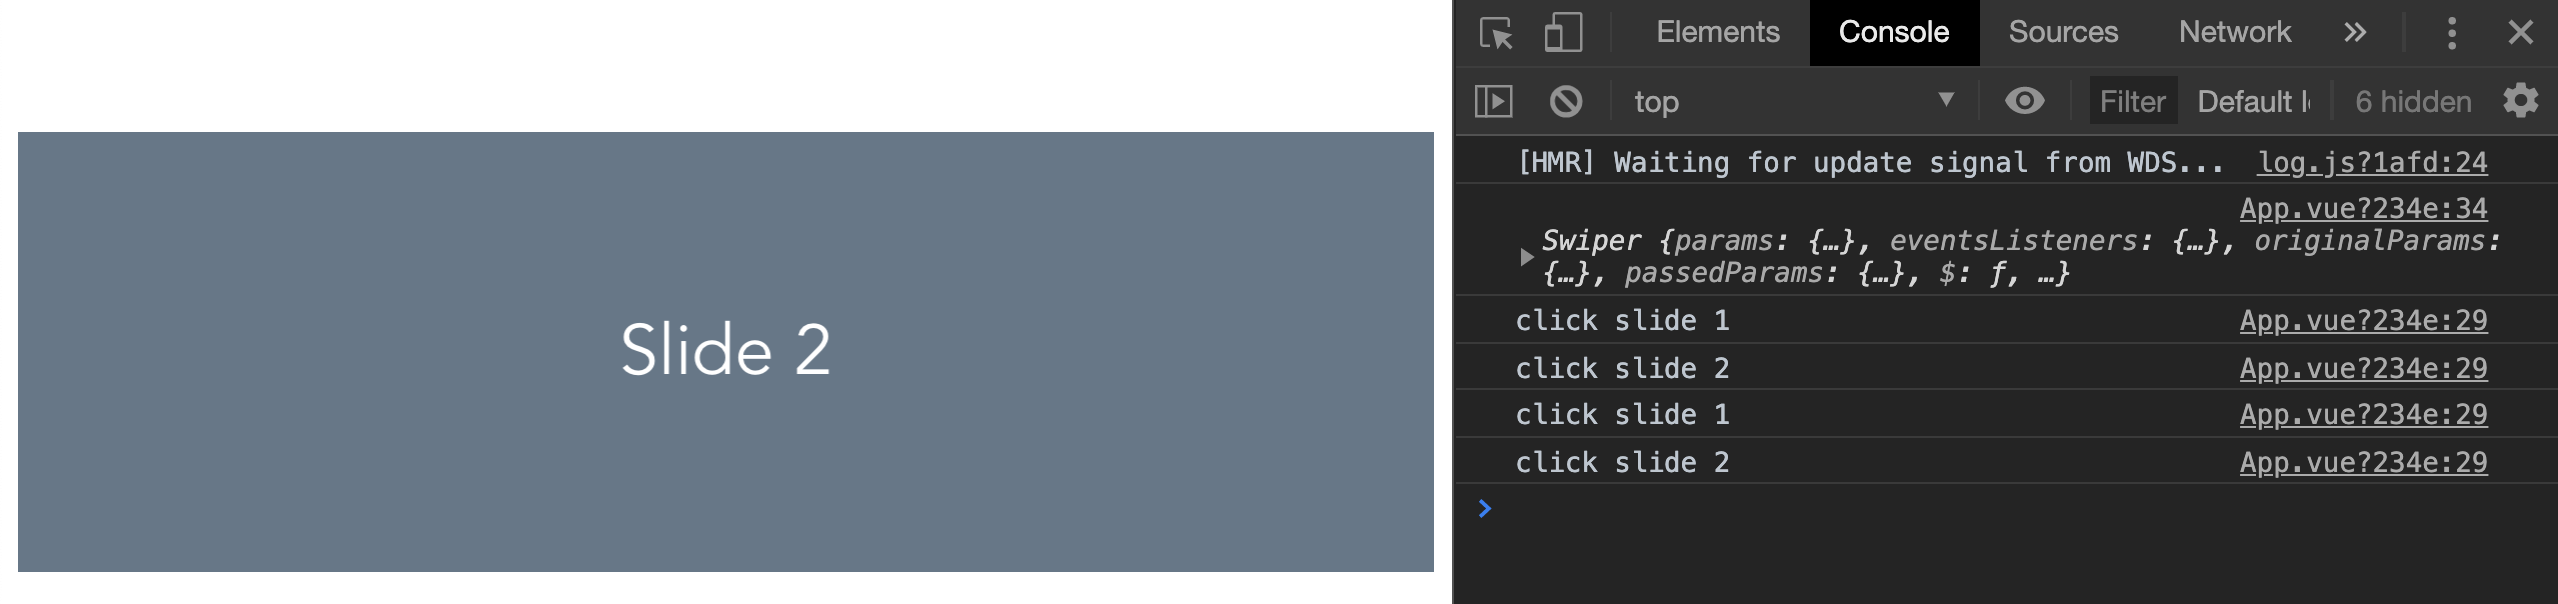 Slide 2
Elements Console Sources Network
top Filter Default 6 hidden
[HMR] Waiting for update signal from WDS... log.js?1afd:24
App.vue?234e:34
Swiper {params: {…}, eventsListeners: {…}, originalParams:
{…}, passedParams: {…}, $: ƒ, …}
click slide 1 App.vue?234e:29
click slide 2 App.vue?234e:29
click slide 1 App.vue?234e:29
click slide 2 App.vue?234e:29